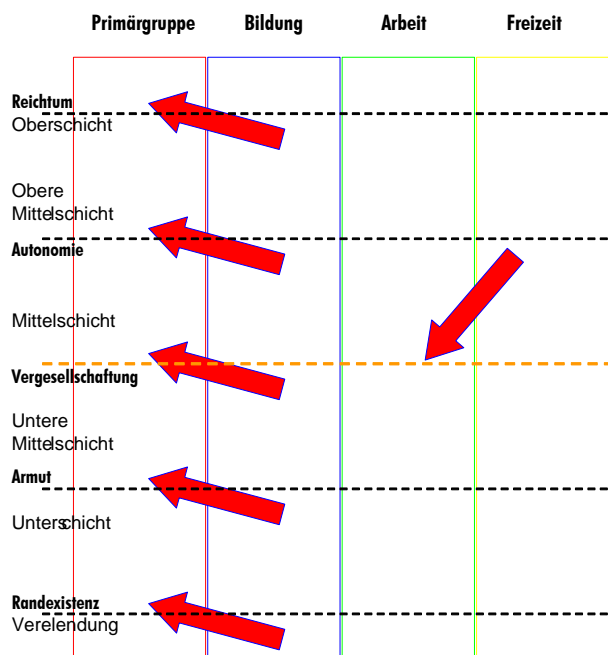 Primärgruppe Bildung Arbeit Freizeit
Reichtum
Oberschicht
Obere
Mittelschicht
Autonomie
Mittelschicht
Vergesellschaftung
Untere
Mittelschicht
Armut
Unterschicht
Randexistenz
Verelendung